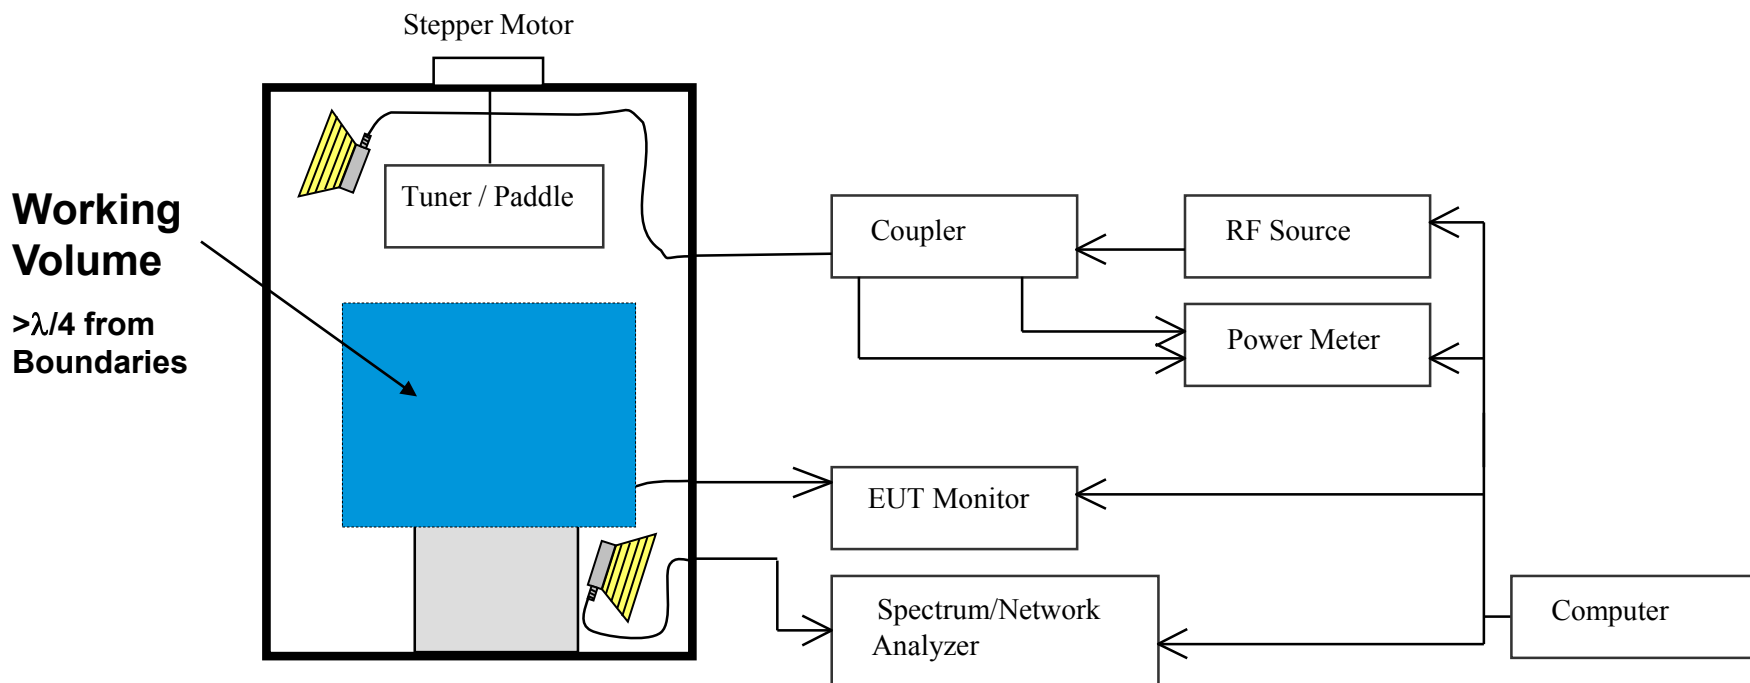 Stepper Motor
Tuner / Paddle
Working
Volume
>λ/4 from
Boundaries
Coupler
RF Source
Power Meter
EUT Monitor
Spectrum/Network
Analyzer
Computer